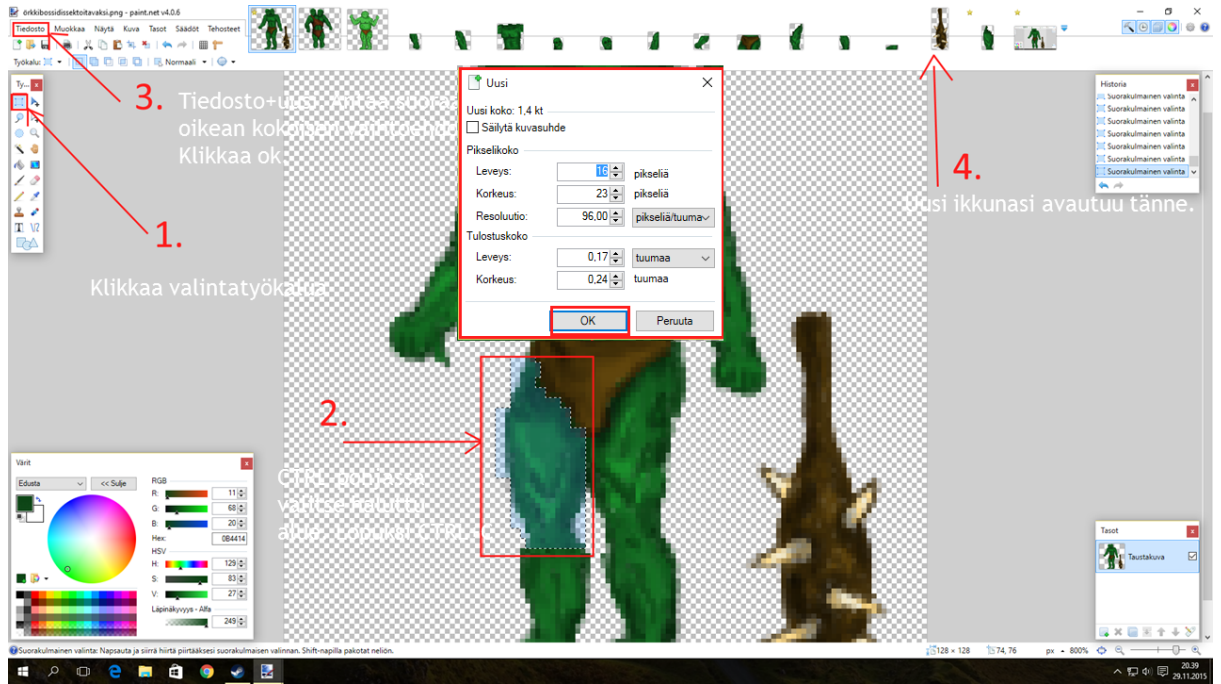 örkkibossidissektoitavaksi.png - paint.net v4.0.6
Tiedosto Muokkaa Näytä Kuva Tasot Säädöt Tehosteet
Työkalu:
Normaali
Ty...
3. Tiedosto+uusi.
oikean
Klikkaa ok
1.
Klikkaa valintatyökalua
2.
CTRL
Uusi
Uusi koko: 1,4 kt
Säilytä kuvasuhde
Pikselikoko
Leveys: 16 pikseliä
Korkeus: 23 pikseliä
Resoluutio: 96,00 pikseliä/tuuma
Tulostuskoko
Leveys: 0,17 tuumaa
Korkeus: 0,24 tuumaa
OK Peruuta
Historia
Suorakulmainen valinta
Suorakulmainen valinta
Suorakulmainen valinta
Suorakulmainen valinta
Suorakulmainen valinta
Suorakulmainen valinta
Suorakulmainen valinta
4.
Uusi ikkunasi avautuu tänne.
Värit
Edusta
<< Sulje
RGB
R: 11
G: 68
B: 20
Hex: 0B4414
HSV
H: 129
S: 83
V: 27
Läpinäkyvyys - Alfa
249
Tasot
Taustakuva
Suorakulmainen valinta: Napsauta ja siirrä hiirtä piirtääksesi suorakulmaisen valinnan. Shift-napilla pakotat neliön.
128 × 128 74, 76 px 800%
20.39
29.11.2015